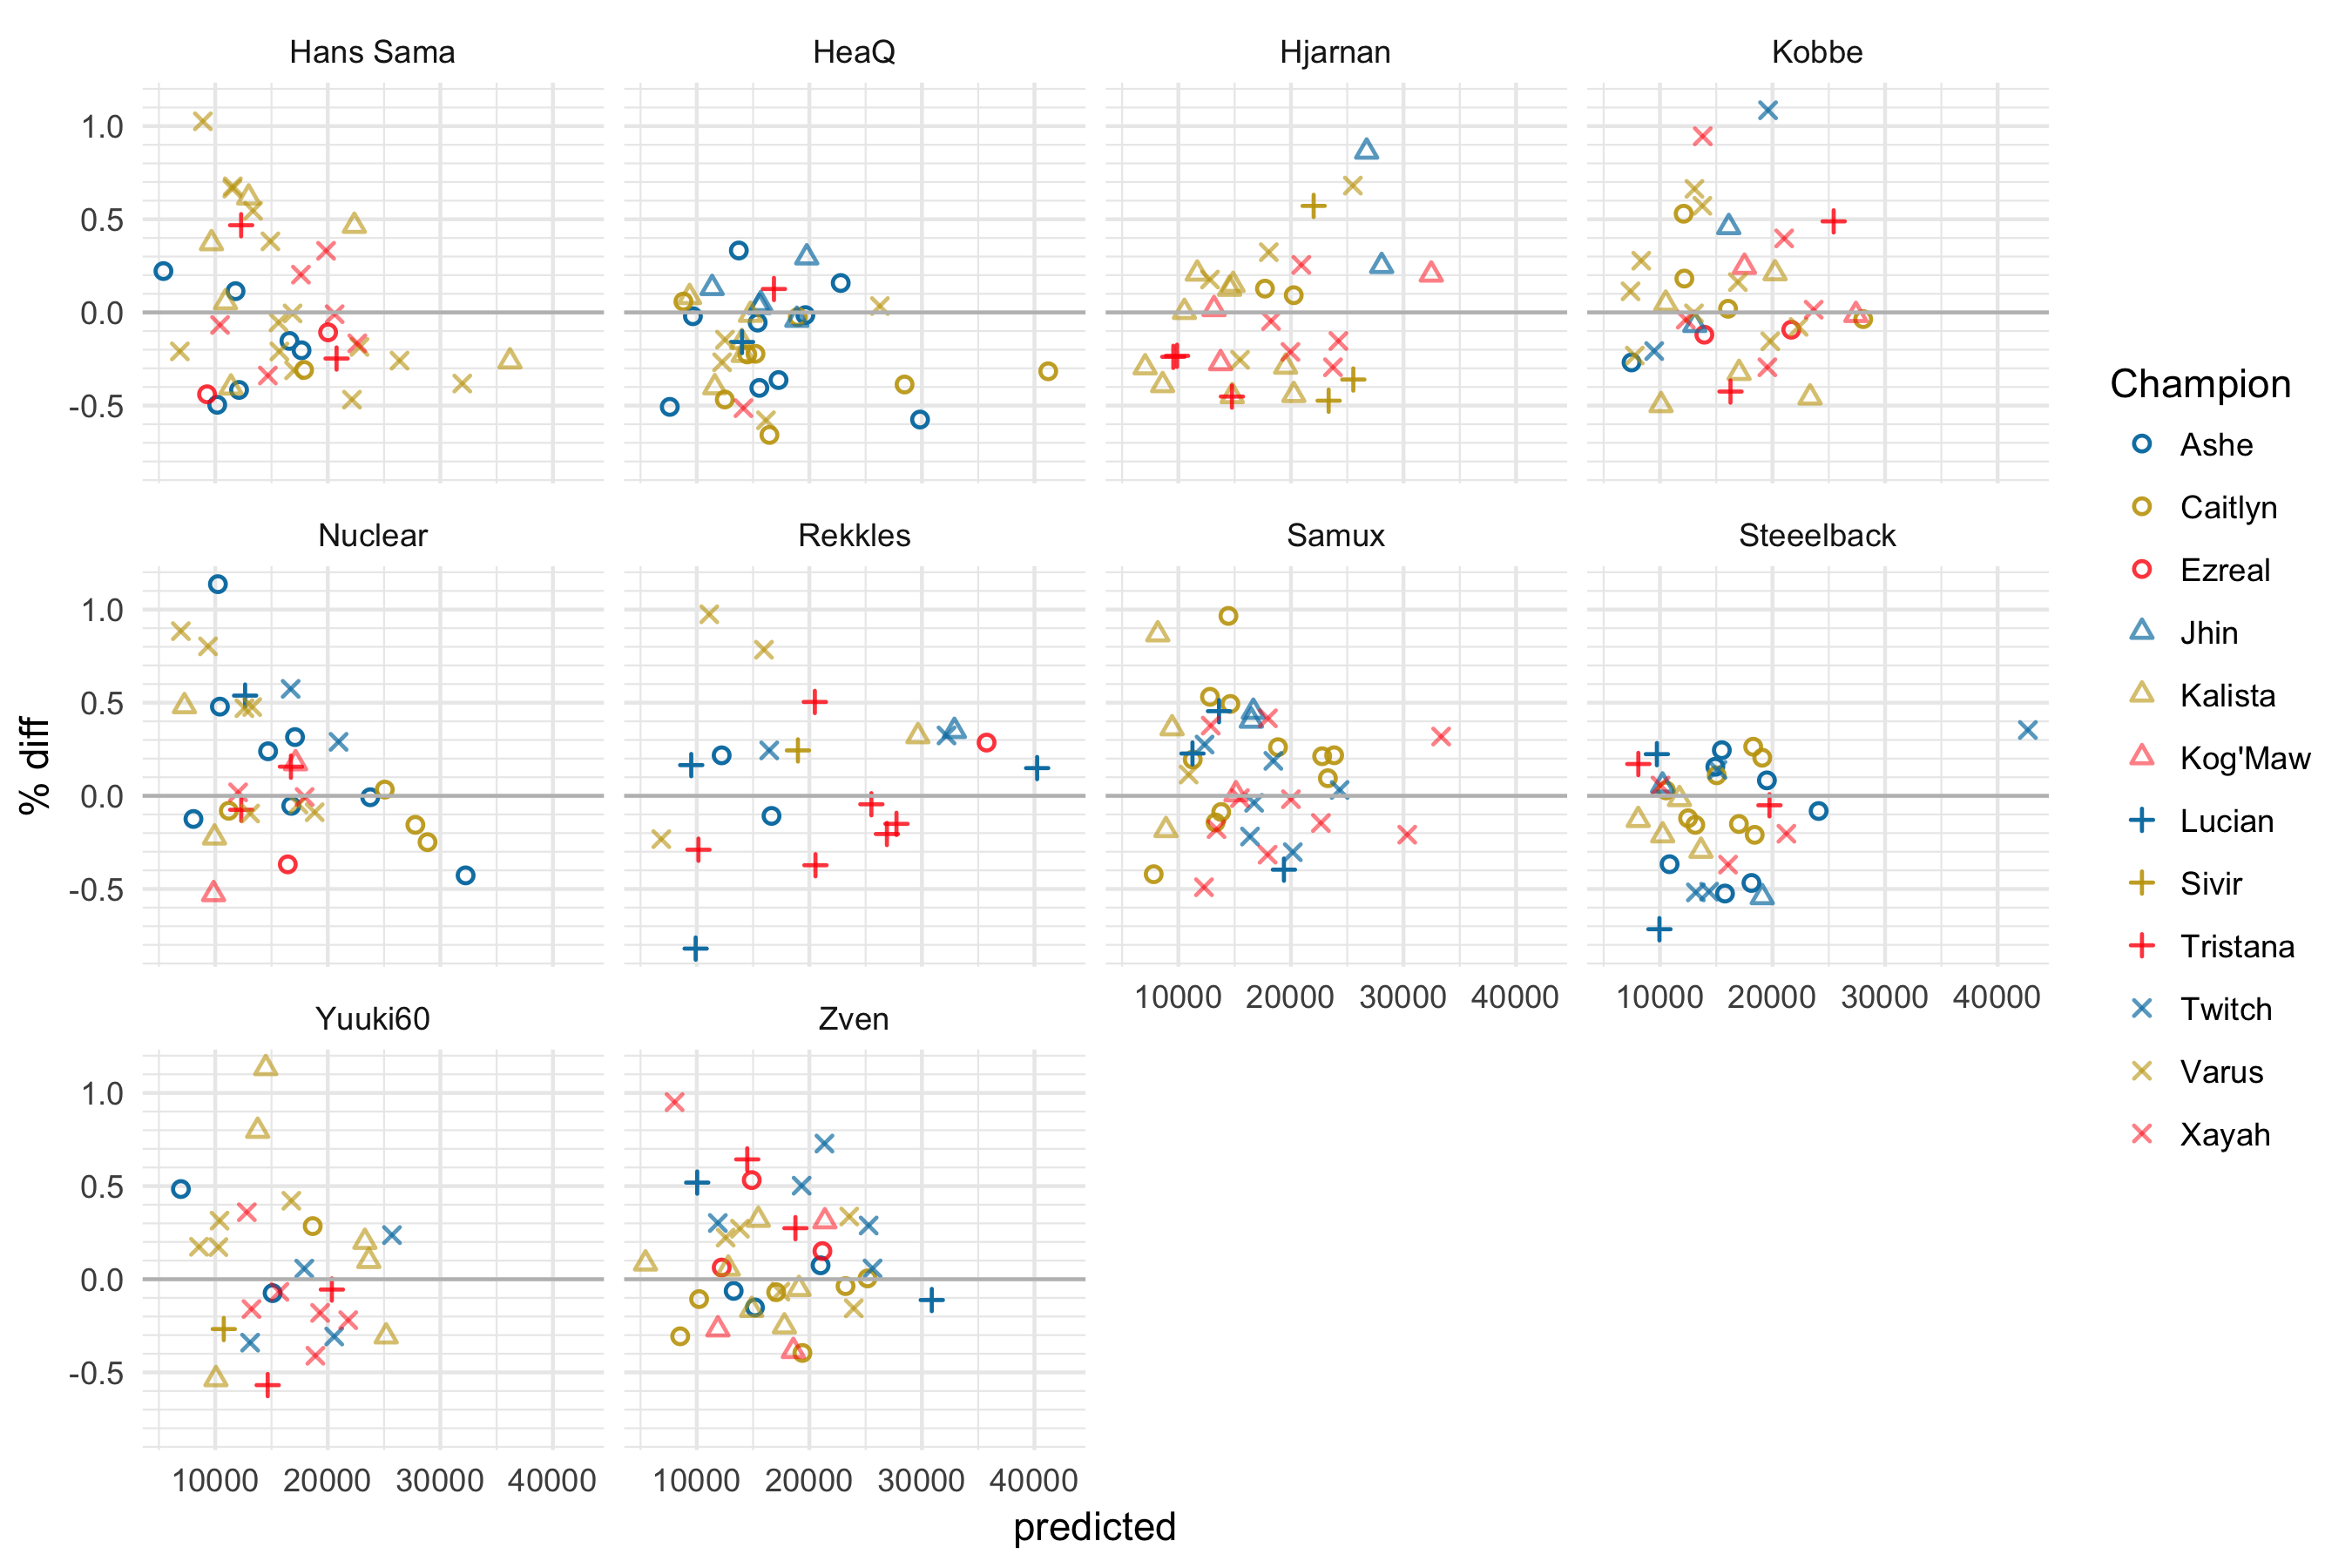 Hans Sama
HeaQ
Hjarnan
Kobbe
1.0
0.5
0.0
-0.5
Nuclear
Rekkles
Samux
Steeelback
1.0
0.5
0.0
-0.5
10000 20000 30000 40000
10000 20000 30000 40000
Yuuki60
Zven
1.0
0.5
0.0
-0.5
10000 20000 30000 40000
10000 20000 30000 40000
% diff
predicted
Champion
Ashe
Caitlyn
Ezreal
Jhin
Kalista
Kog'Maw
Lucian
Sivir
Tristana
Twitch
Varus
Xayah